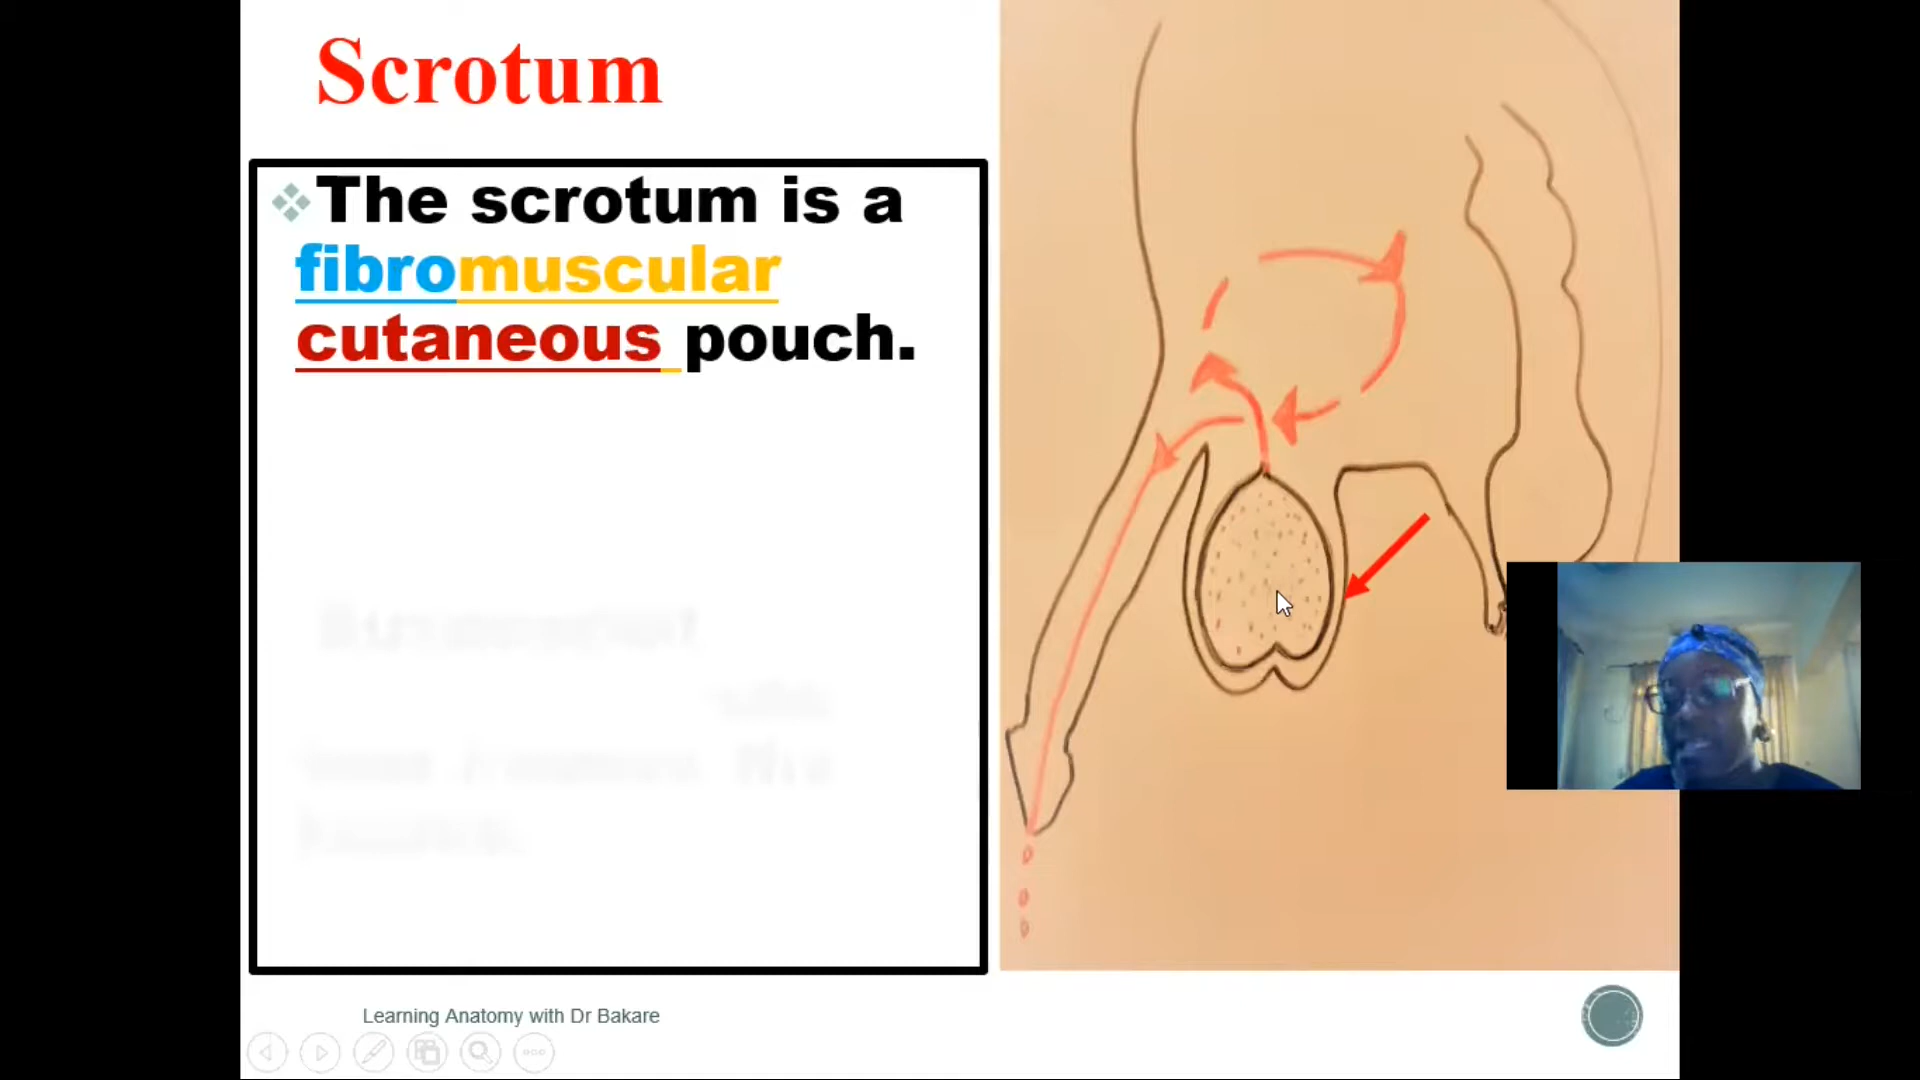 Scrotum
The scrotum is a
fibromuscular
cutaneous pouch.
Learning Anatomy with Dr Bakare